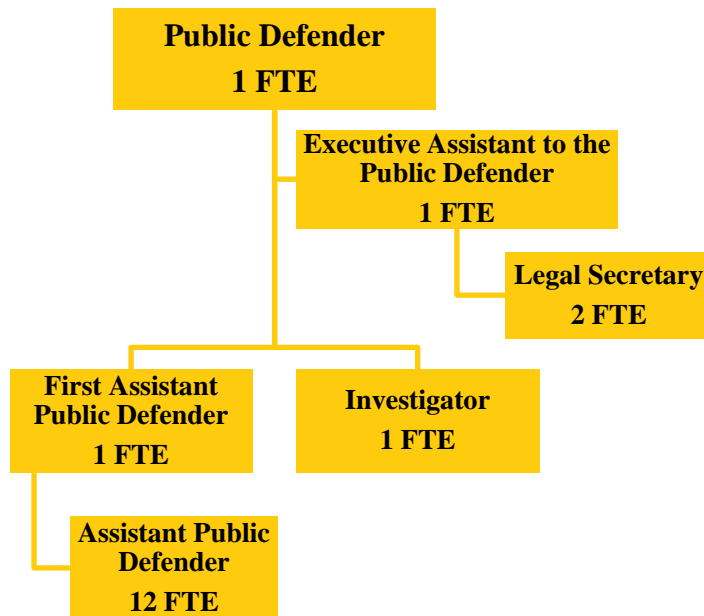 Public Defender
1 FTE
Executive Assistant to the
Public Defender
1 FTE
Legal Secretary
2 FTE
First Assistant
Public Defender
1 FTE
Investigator
1 FTE
Assistant Public
Defender
12 FTE